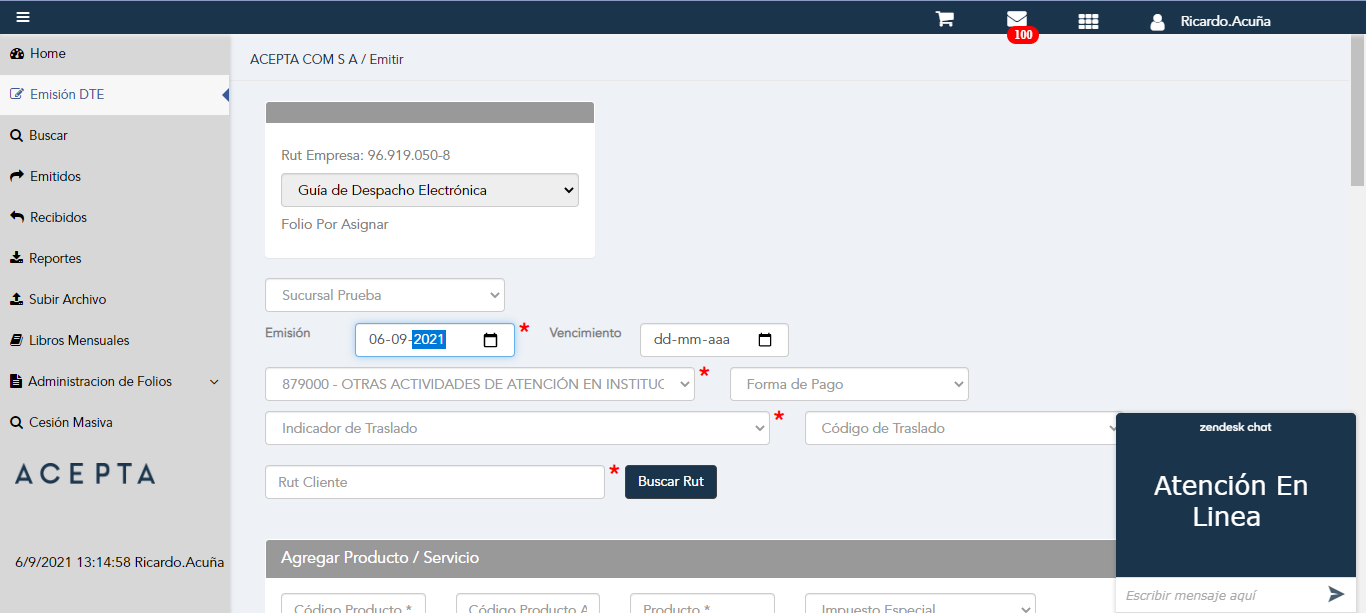 Ricardo.Acuña
100
Home
ACEPTA COM S A / Emitir
Emisión DTE
Buscar
Emitidos
Recibidos
Reportes
Subir Archivo
Libros Mensuales
Administracion de Folios
Cesión Masiva
ACEPTA
6/9/2021 13:14:58 Ricardo.Acuña
Rut Empresa: 96.919.050-8
Guía de Despacho Electrónica
Folio Por Asignar
Sucursal Prueba
Emisión 06-09-2021 * Vencimiento dd-mm-aaa
879000 - OTRAS ACTIVIDADES DE ATENCIÓN EN INSTITUC * Forma de Pago
Indicador de Traslado * Código de Traslado
Rut Cliente * Buscar Rut
Agregar Producto / Servicio
Código Producto * Código Producto A Producto * Impuesto Especial
zendesk chat
Atención En
Linea
Escribir mensaje aquí